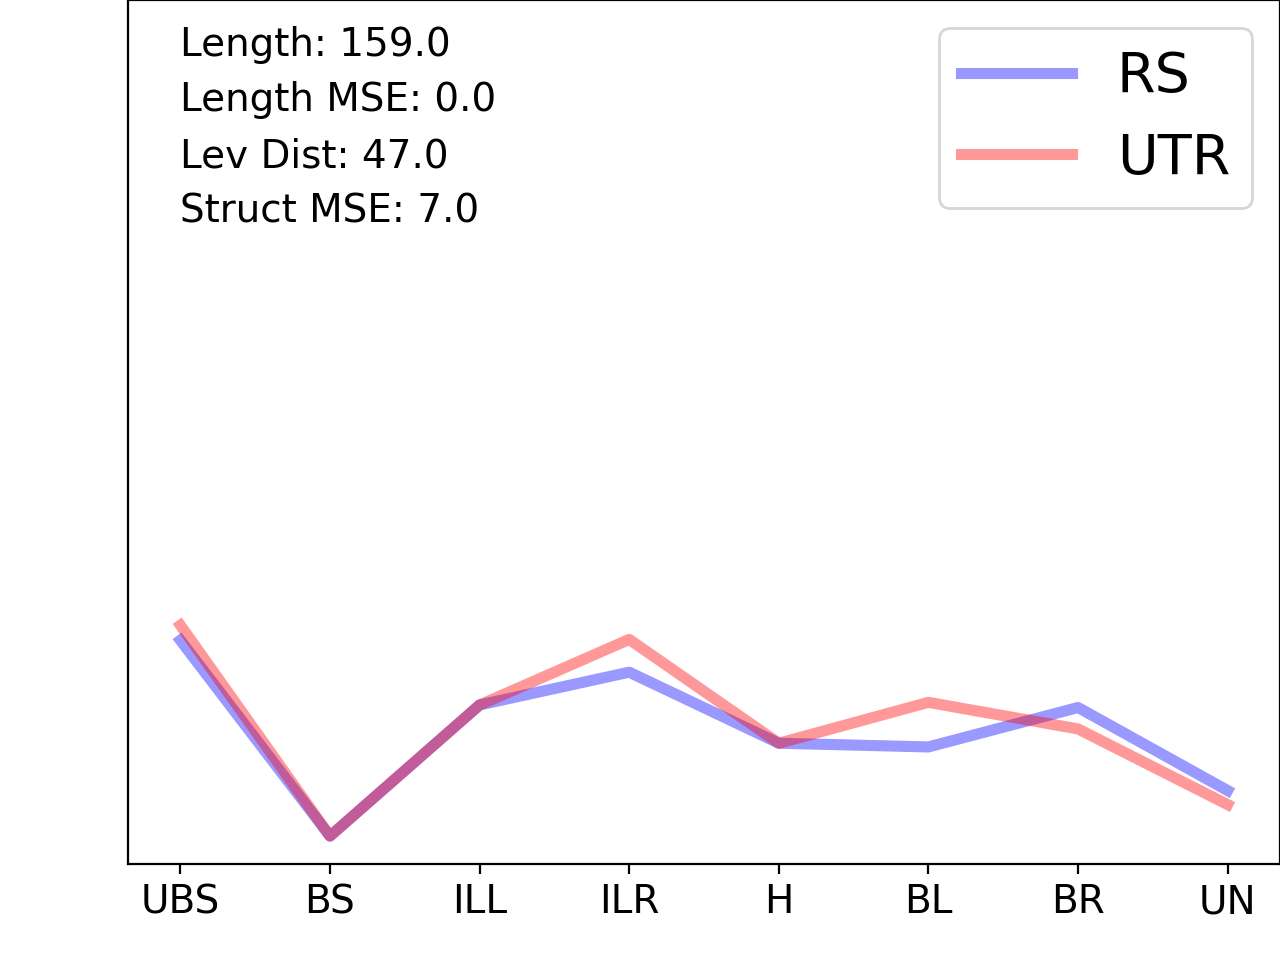 Length: 159.0
Length MSE: 0.0
Lev Dist: 47.0
Struct MSE: 7.0
RS
UTR
UBS BS ILL ILR H BL BR UN